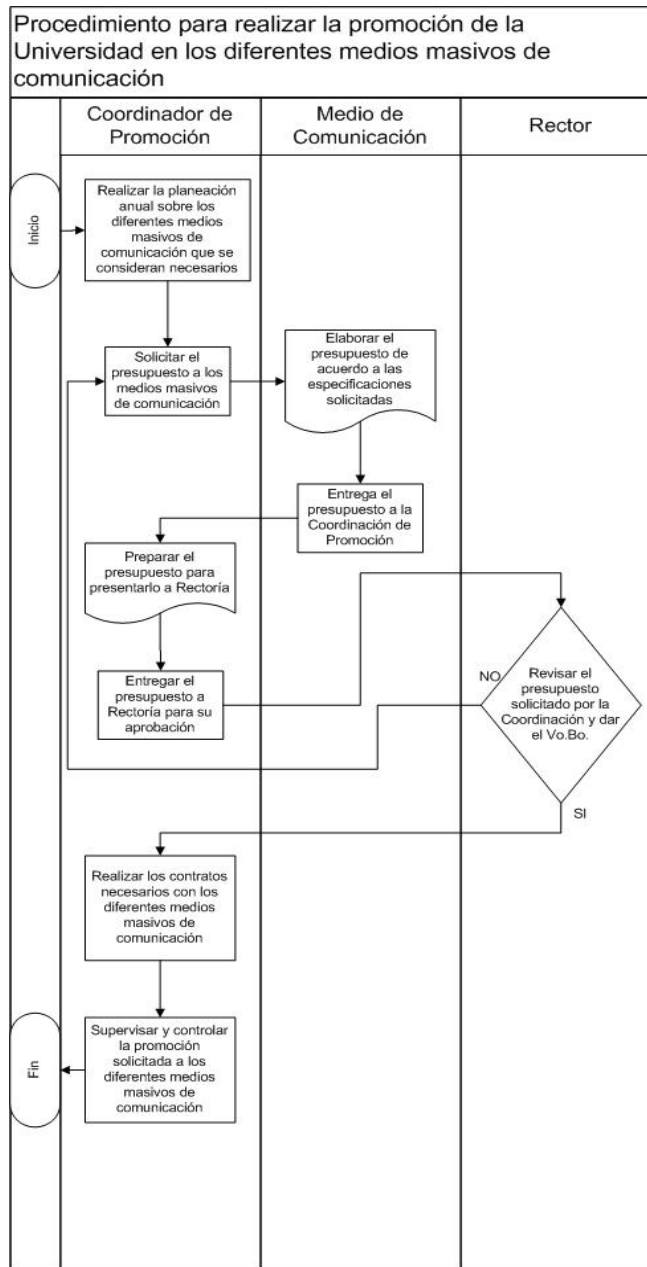 Procedimiento para realizar la promoción de la
Universidad en los diferentes medios masivos de
comunicación
Coordinador de
Promoción
Medio de
Comunicación
Rector
Inicio
Realizar la planeación
anual sobre los
diferentes medios
masivos de
comunicación que se
consideran necesarios
Solicitar el
presupuesto a los
medios masivos
de comunicación
Elaborar el
presupuesto de
acuerdo a las
especificaciones
solicitadas
Entrega el
presupuesto a la
Coordinación de
Promoción
Preparar el
presupuesto para
presentarlo a Rectoría
Entregar el
presupuesto a
Rectoría para su
aprobación
NO
Revisar el
presupuesto
solicitado por la
Coordinación y dar
el Vo.Bo.
SI
Realizar los contratos
necesarios con los
diferentes medios
masivos de
comunicación
Supervisar y controlar
la promoción
solicitada a los
diferentes medios
masivos de
comunicación
Fin